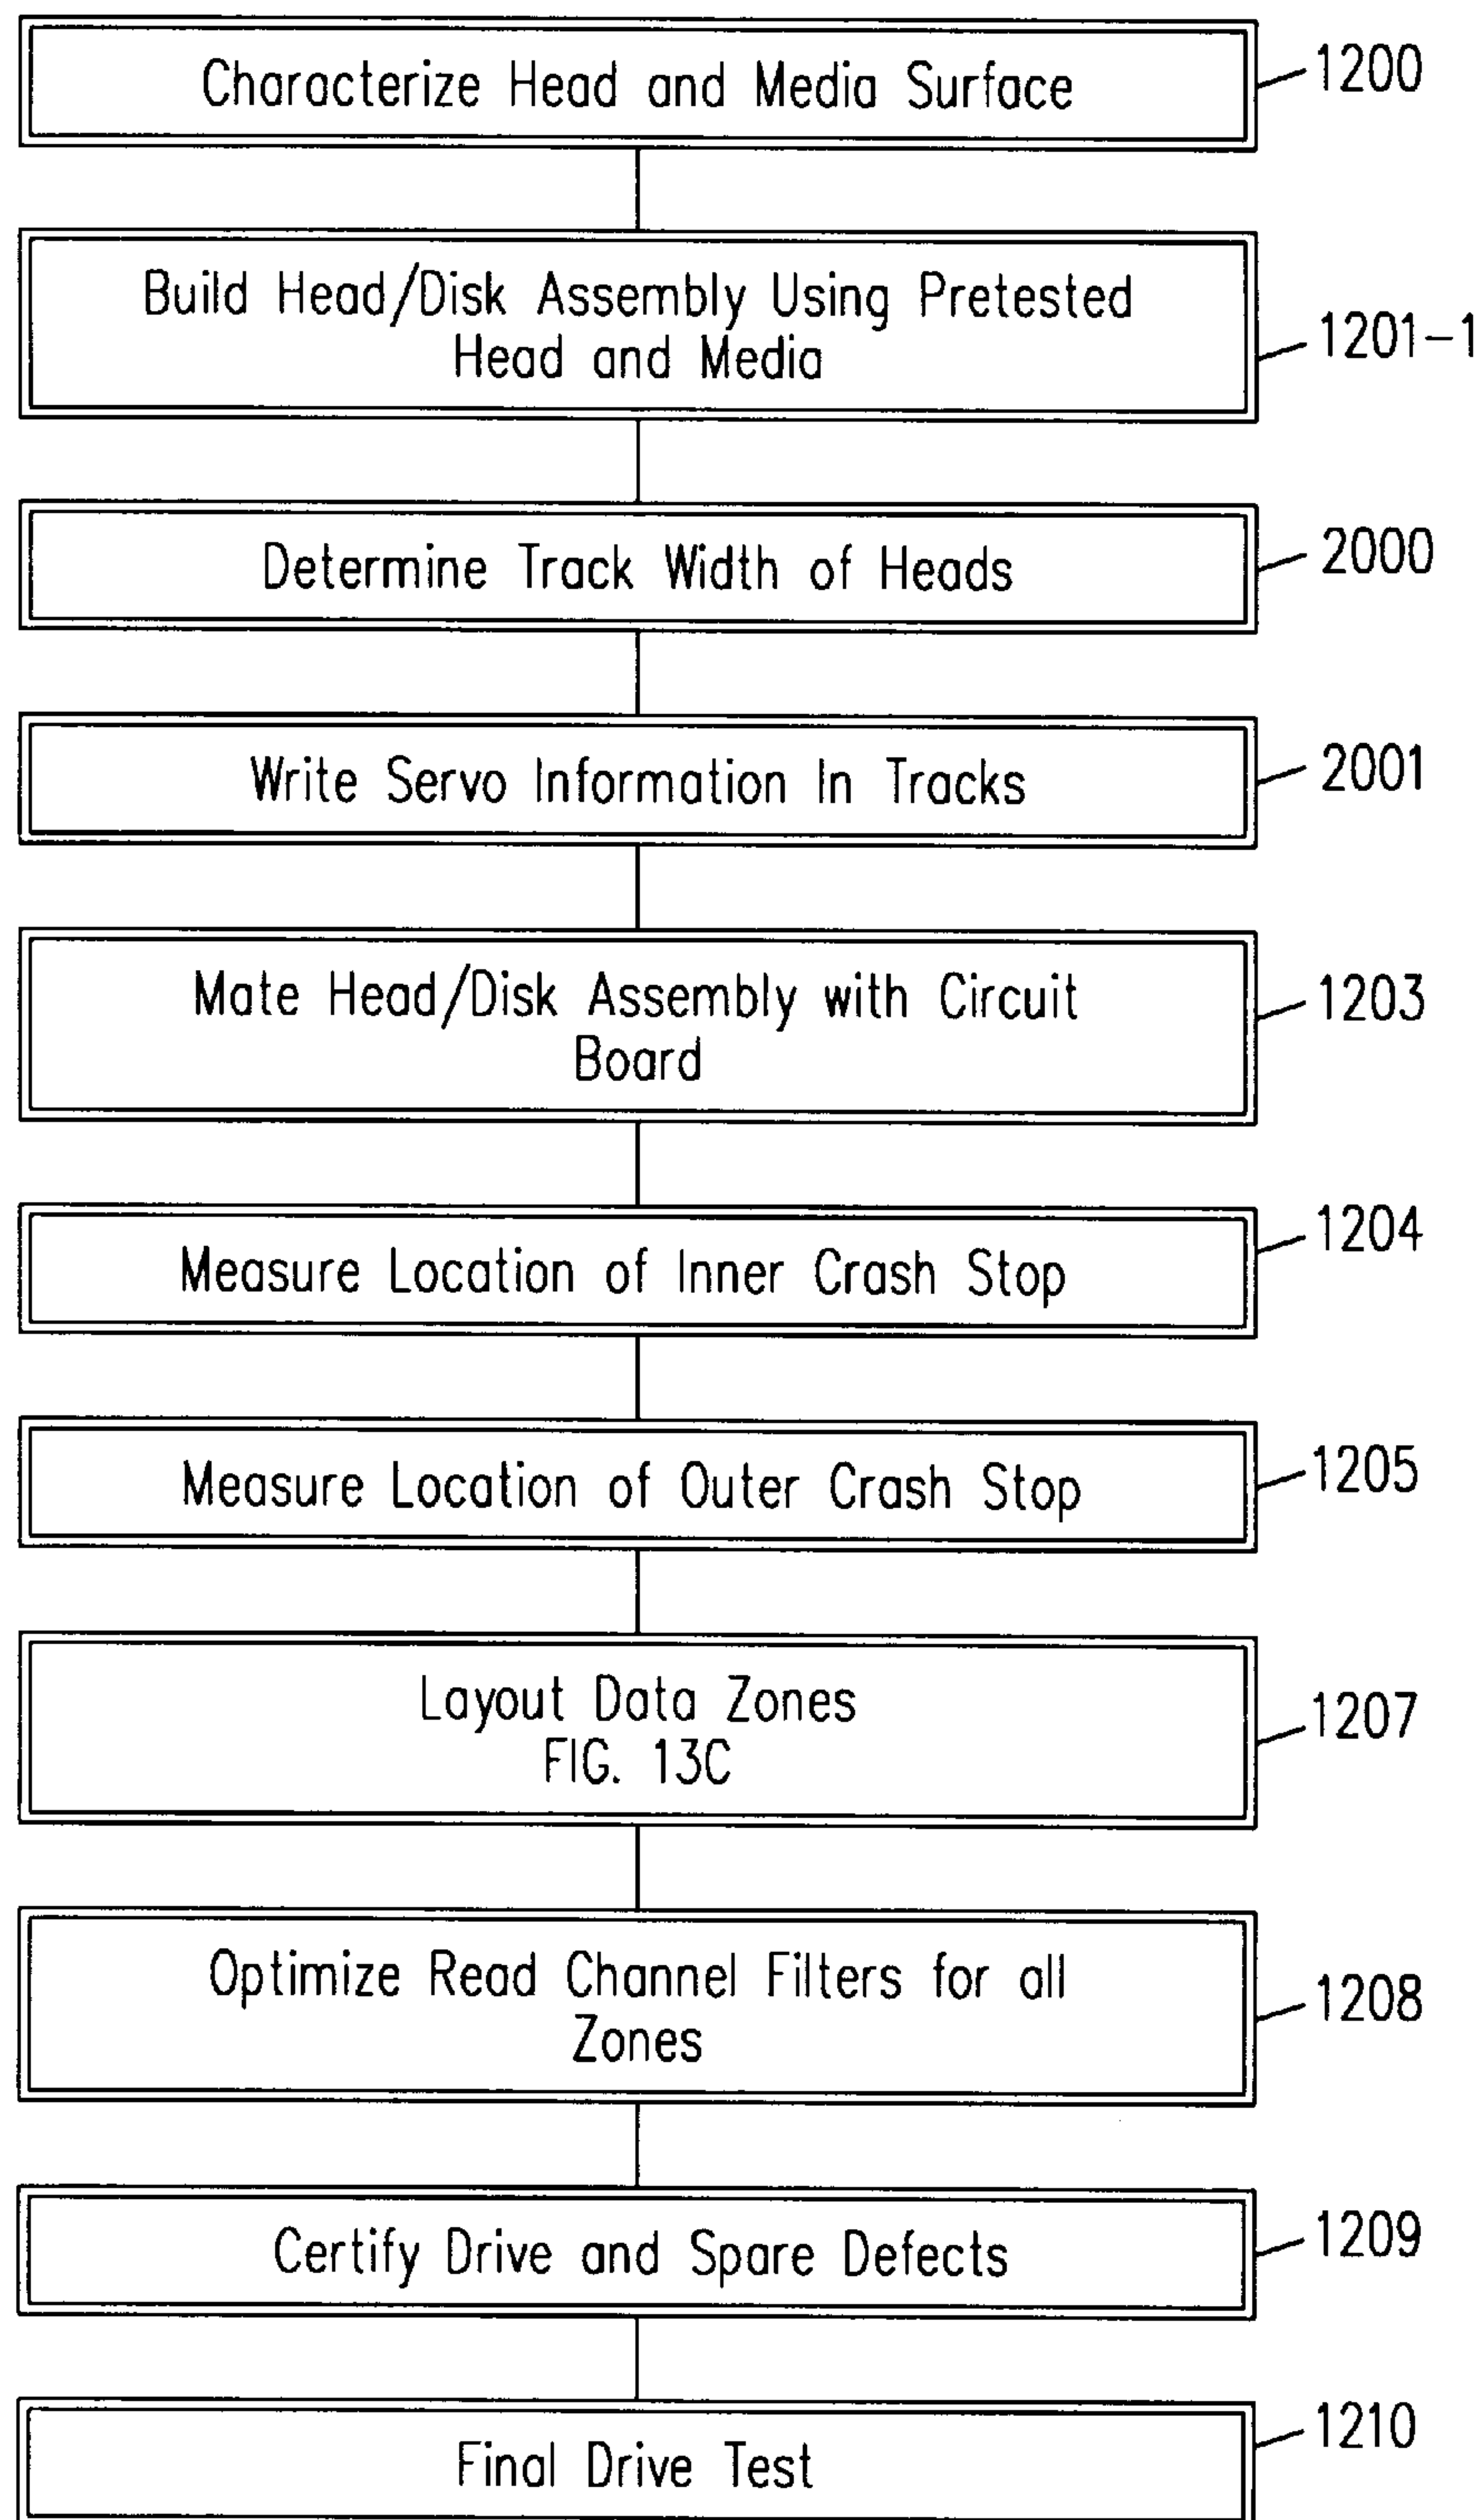 Characterize Head and Media Surface
1200
Build Head/Disk Assembly Using Pretested
Head and Media
1201-1
Determine Track Width of Heads
2000
Write Servo Information In Tracks
2001
Mate Head/Disk Assembly with Circuit
Board
1203
Measure Location of Inner Crash Stop
1204
Measure Location of Outer Crash Stop
1205
Layout Data Zones
FIG. 13C
1207
Optimize Read Channel Filters for all
Zones
1208
Certify Drive and Spare Defects
1209
Final Drive Test
1210